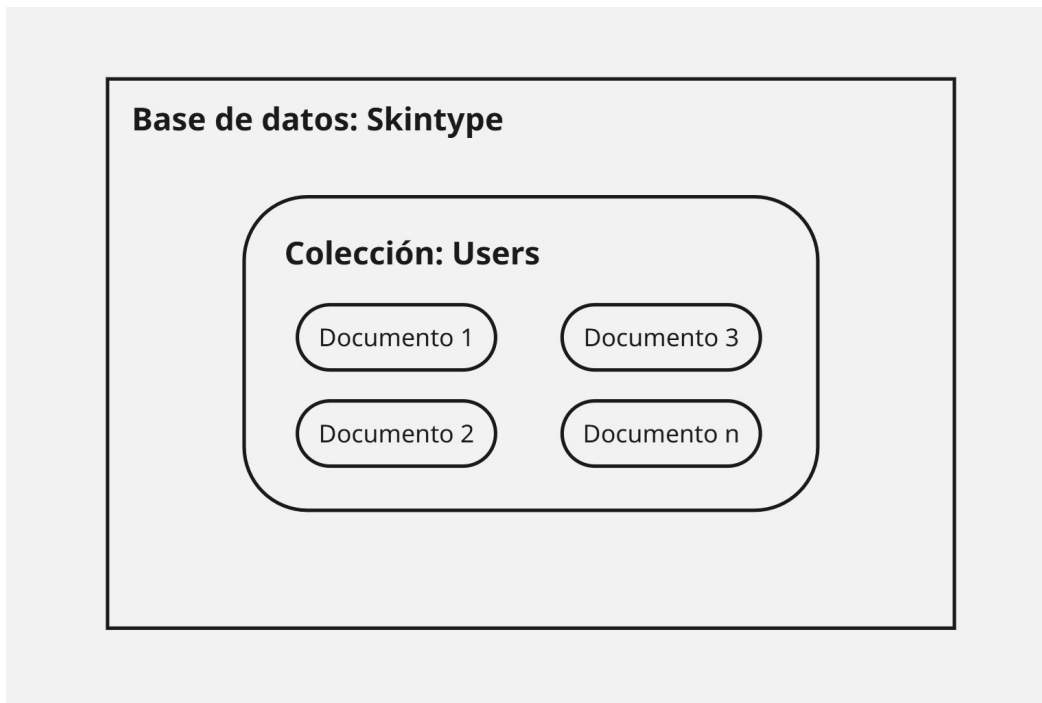 Base de datos: Skintype
Colección: Users
Documento 1
Documento 3
Documento 2
Documento n